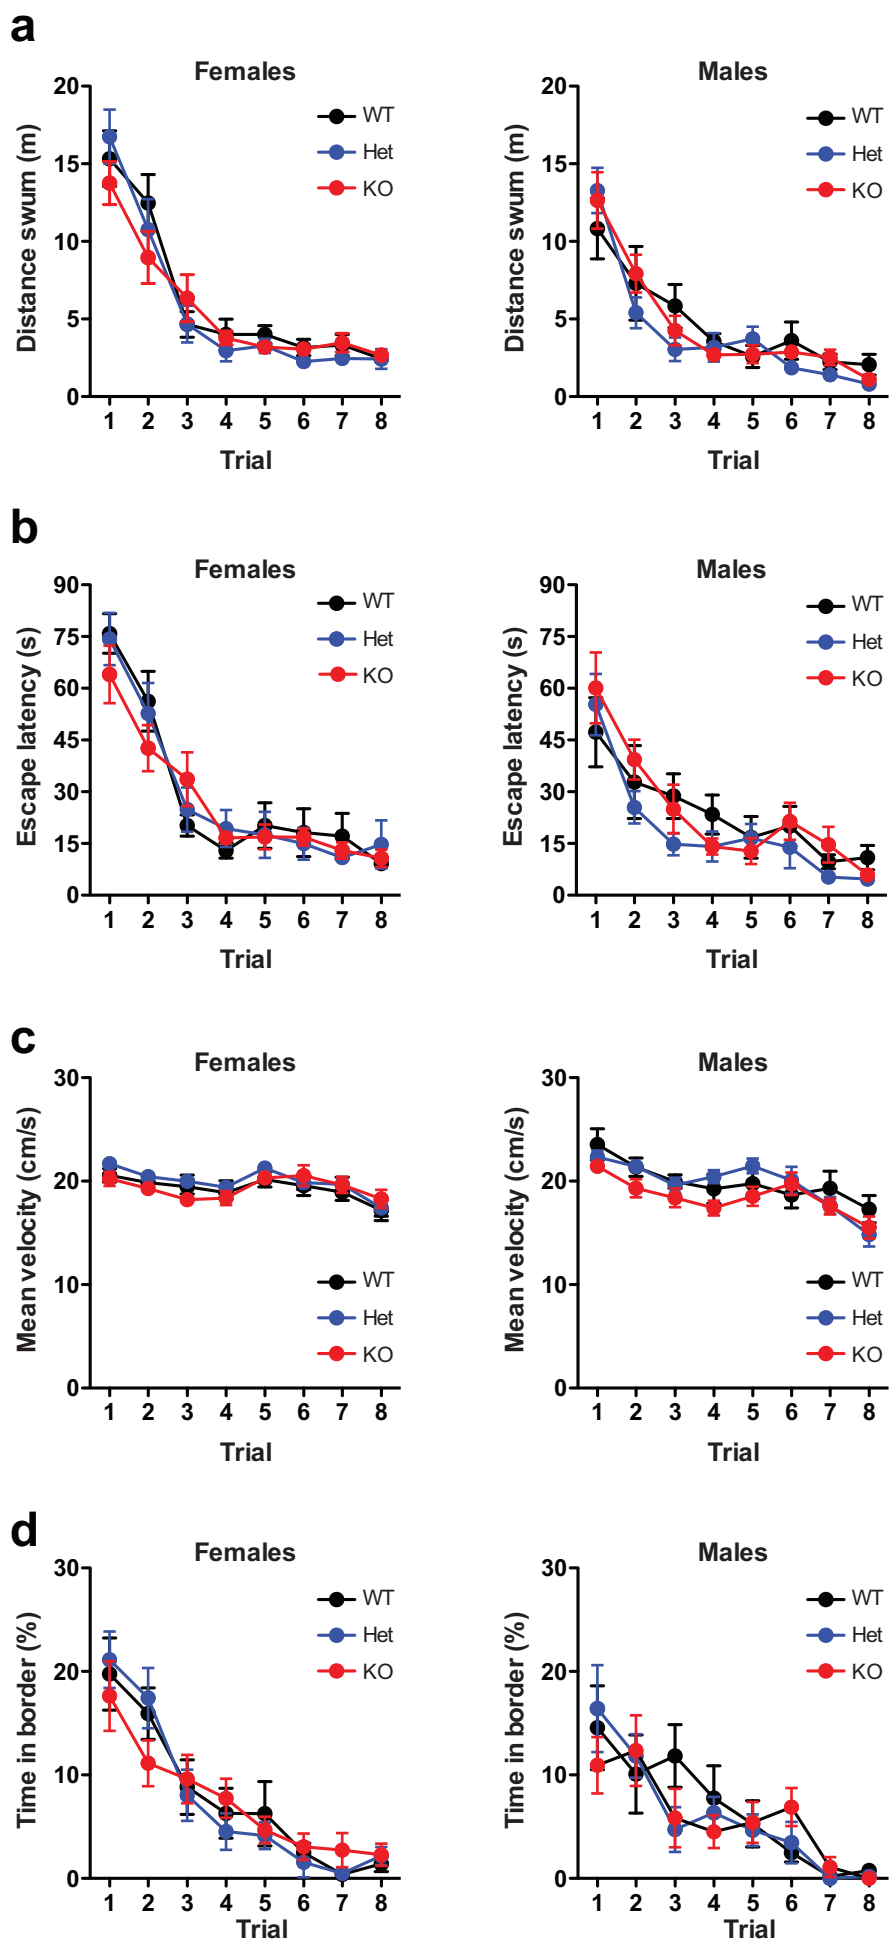 a
Females
Distance swum (m)
20
15
10
5
0
WT
Het
KO
1 2 3 4 5 6 7 8
Trial
Males
Distance swum (m)
20
15
10
5
0
WT
Het
KO
1 2 3 4 5 6 7 8
Trial
b
Females
Escape latency (s)
90
75
60
45
30
15
0
WT
Het
KO
1 2 3 4 5 6 7 8
Trial
Males
Escape latency (s)
90
75
60
45
30
15
0
WT
Het
KO
1 2 3 4 5 6 7 8
Trial
c
Females
Mean velocity (cm/s)
30
20
10
0
WT
Het
KO
1 2 3 4 5 6 7 8
Trial
Males
Mean velocity (cm/s)
30
20
10
0
WT
Het
KO
1 2 3 4 5 6 7 8
Trial
d
Females
Time in border (%)
30
20
10
0
WT
Het
KO
1 2 3 4 5 6 7 8
Trial
Males
Time in border (%)
30
20
10
0
WT
Het
KO
1 2 3 4 5 6 7 8
Trial